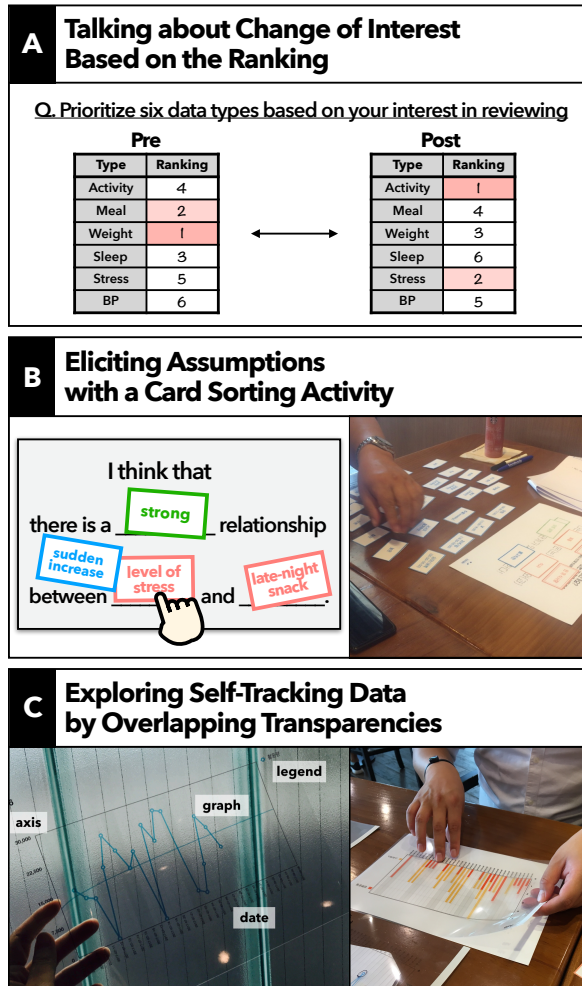 A
Talking about Change of Interest
Based on the Ranking
Q. Prioritize six data types based on your interest in reviewing
Pre
Type Ranking
Activity 4
Meal 2
Weight 1
Sleep 3
Stress 5
BP 6
Post
Type Ranking
Activity 1
Meal 4
Weight 3
Sleep 6
Stress 2
BP 5
B
Eliciting Assumptions
with a Card Sorting Activity
I think that
there is a strong relationship
sudden
increase
between level of
stress and late-night
snack.
C
Exploring Self-Tracking Data
by Overlapping Transparencies
legend
graph
axis
date